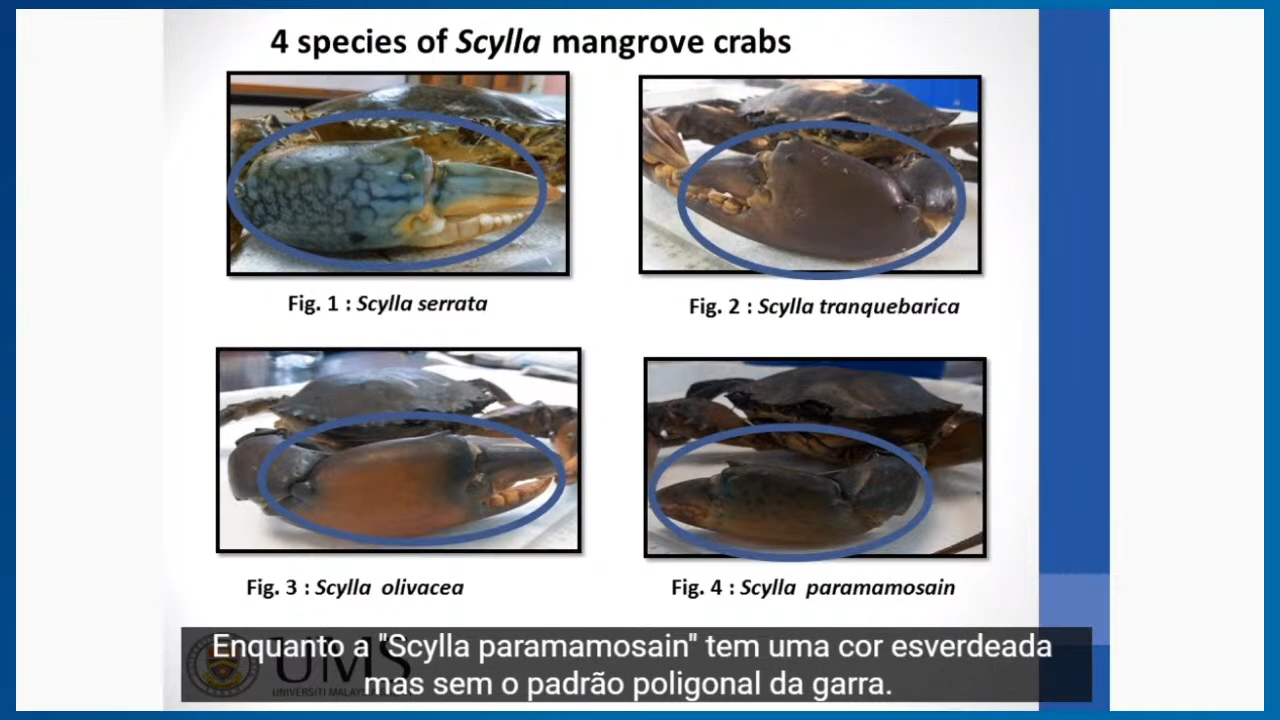 4 species of Scylla mangrove crabs
Fig. 1 : Scylla serrata
Fig. 2 : Scylla tranquebarica
Fig. 3 : Scylla olivacea
Fig. 4 : Scylla paramamosain
Enquanto a "Scylla paramamosain" tem uma cor esverdeada
mas sem o padrão poligonal da garra.
UMS